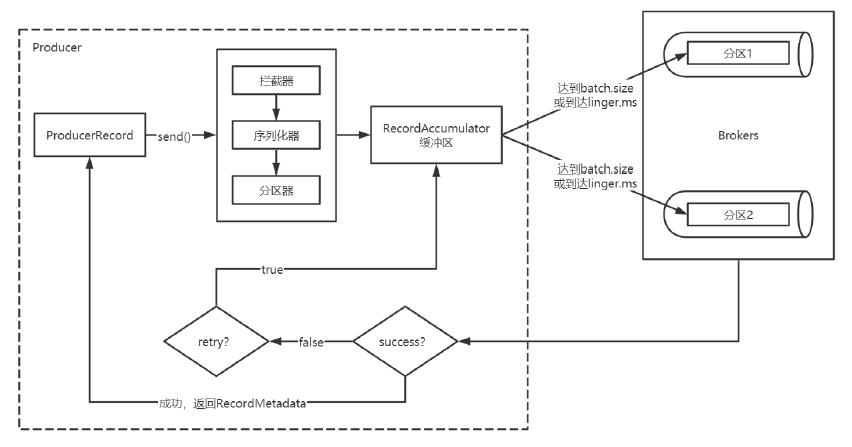 Producer
拦截器
序列化器
分区器
ProducerRecord
send()
RecordAccumulator
缓冲区
达到batch.size
或到达linger.ms
达到batch.size
或到达linger.ms
分区1
Brokers
分区2
true
retry?
false
success?
成功，返回RecordMetadata